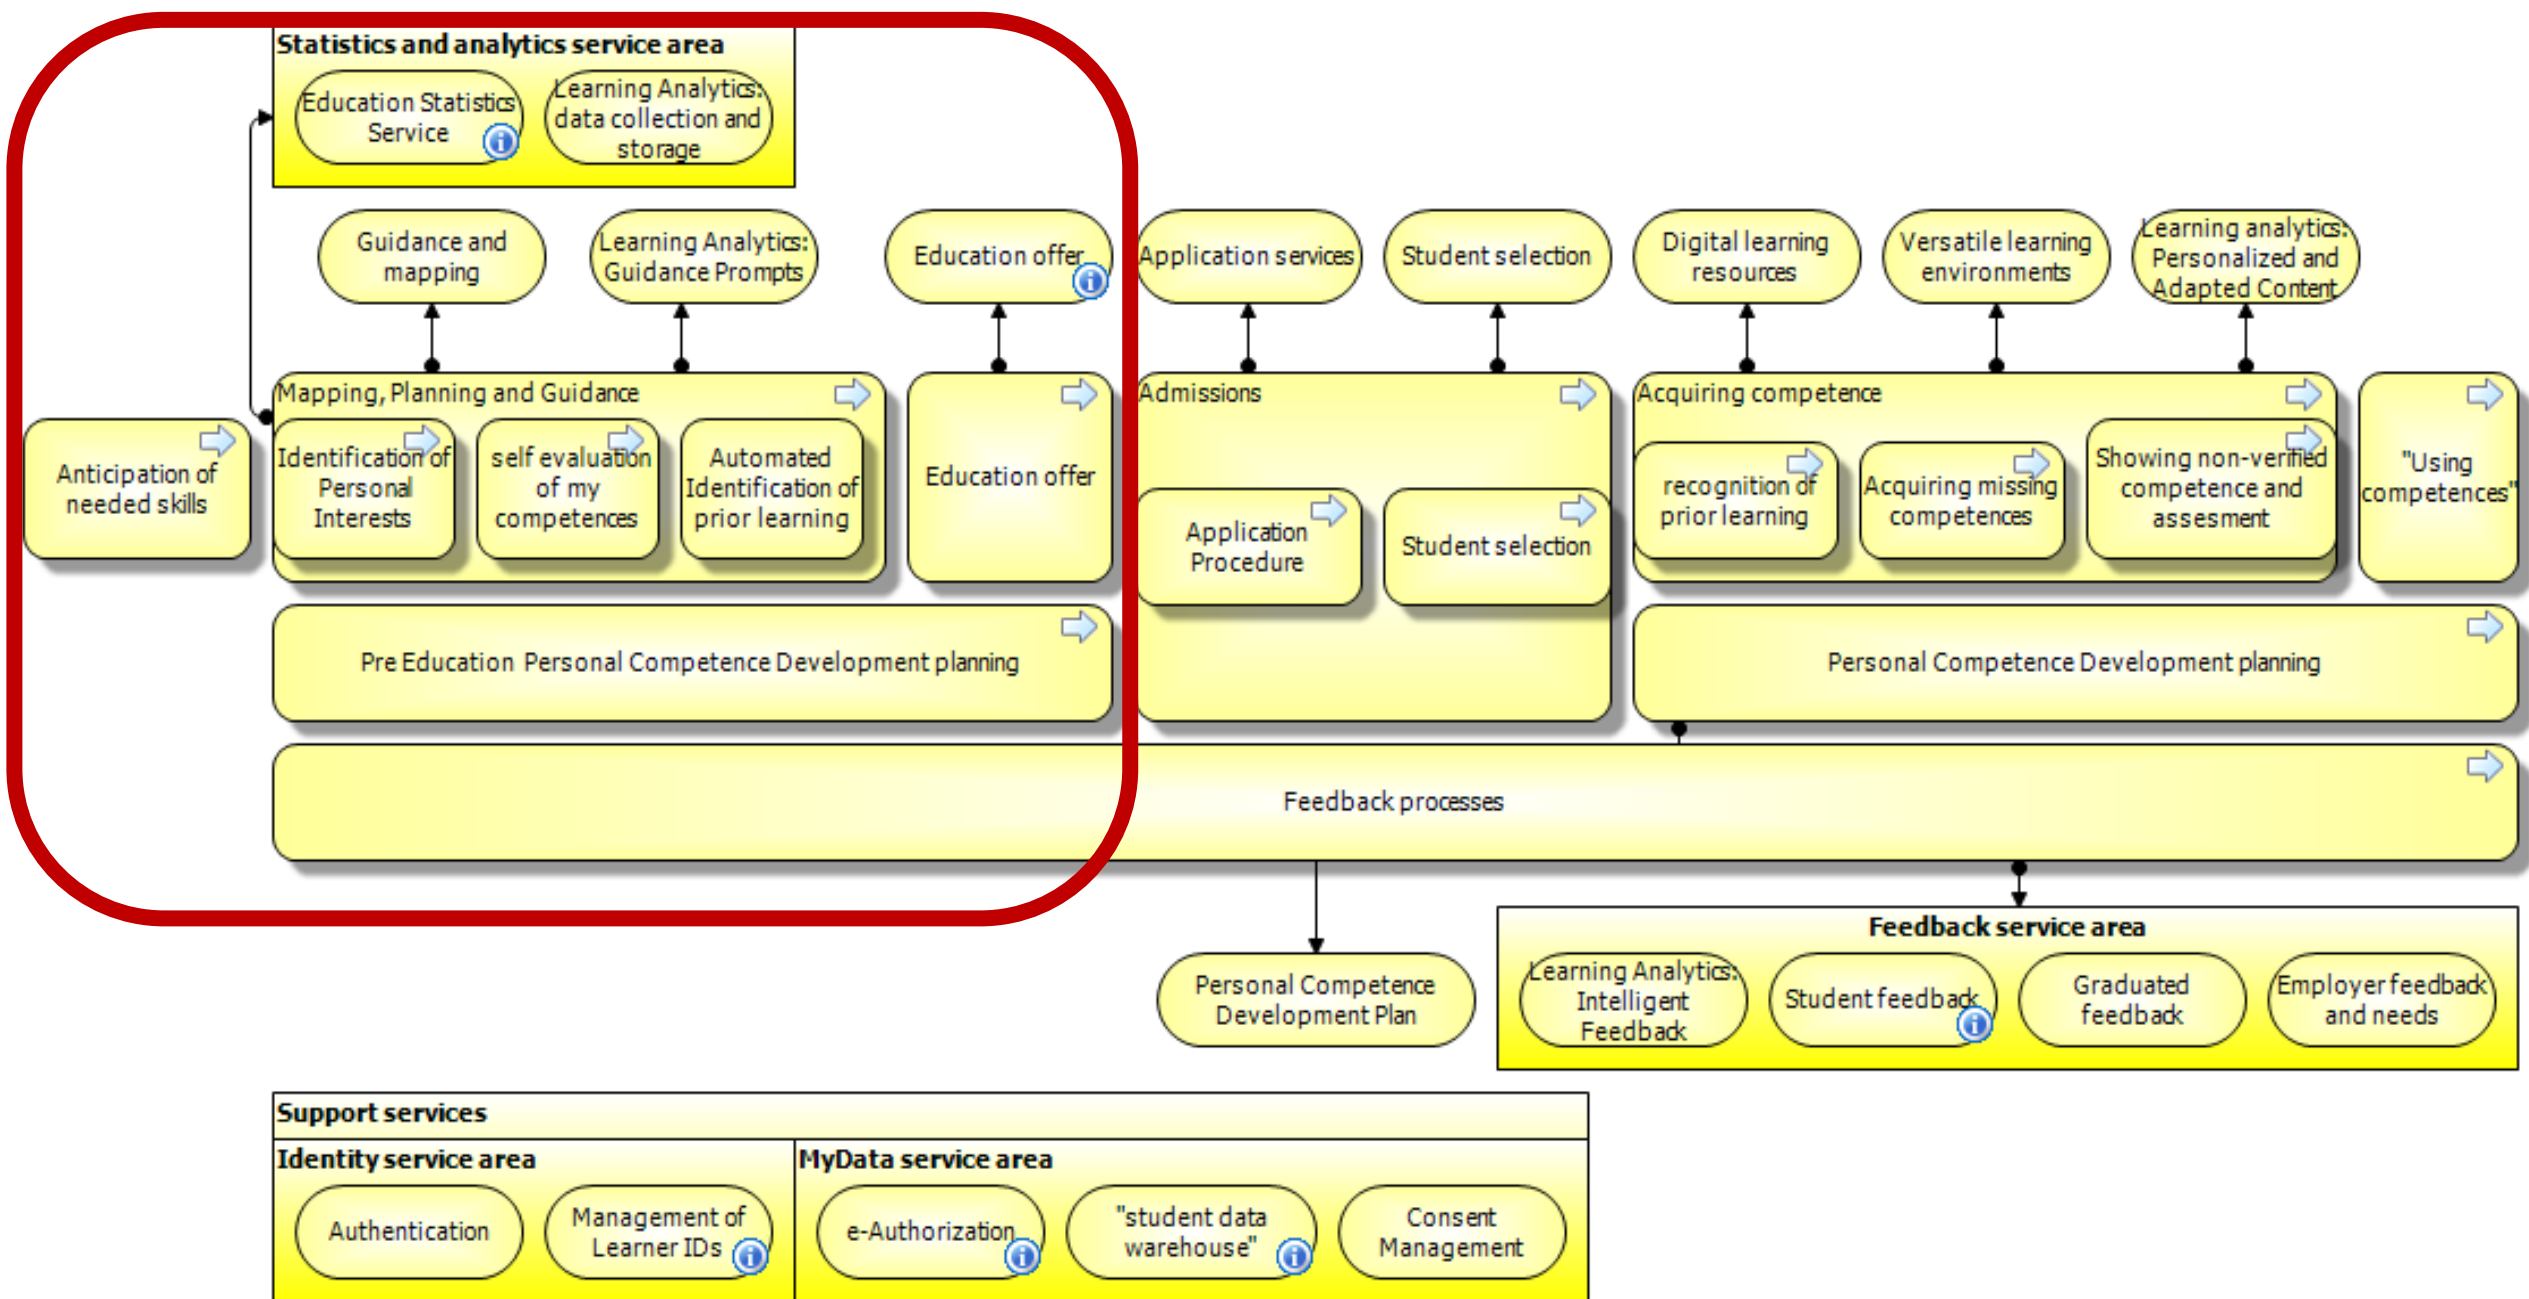 Statistics and analytics service area
Education Statistics
Service
Learning Analytics:
data collection and
storage
Guidance and
mapping
Learning Analytics:
Guidance Prompts
Education offer
Application services
Student selection
Digital learning
resources
Versatile learning
environments
Learning analytics:
Personalized and
Adapted Content
Anticipation of
needed skills
Mapping, Planning and Guidance
Identification of
Personal
Interests
self evaluation
of my
competences
Automated
Identification of
prior learning
Education offer
Admissions
Application
Procedure
Student selection
Acquiring competence
recognition of
prior learning
Acquiring missing
competences
Showing non-verified
competence and
assesment
"Using
competences"
Pre Education Personal Competence Development planning
Personal Competence Development planning
Feedback processes
Personal Competence
Development Plan
Feedback service area
Learning Analytics:
Intelligent
Feedback
Student feedback
Graduated
feedback
Employer feedback
and needs
Support services
Identity service area
Authentication
Management of
Learner IDs
MyData service area
e-Authorization
"student data
warehouse"
Consent
Management